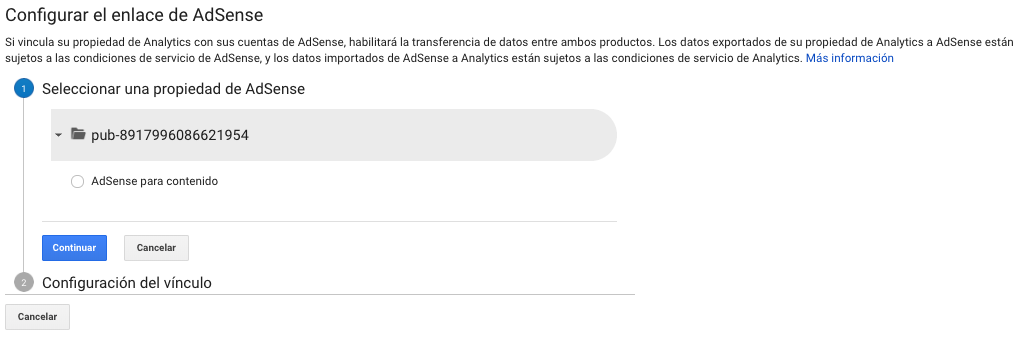 Configurar el enlace de AdSense
Si vincula su propiedad de Analytics con sus cuentas de AdSense, habilitará la transferencia de datos entre ambos productos. Los datos exportados de su propiedad de Analytics a AdSense están
sujetos a las condiciones de servicio de AdSense, y los datos importados de AdSense a Analytics están sujetos a las condiciones de servicio de Analytics. Más información
1 Seleccionar una propiedad de AdSense
pub-8917996086621954
AdSense para contenido
Continuar Cancelar
2 Configuración del vínculo
Cancelar